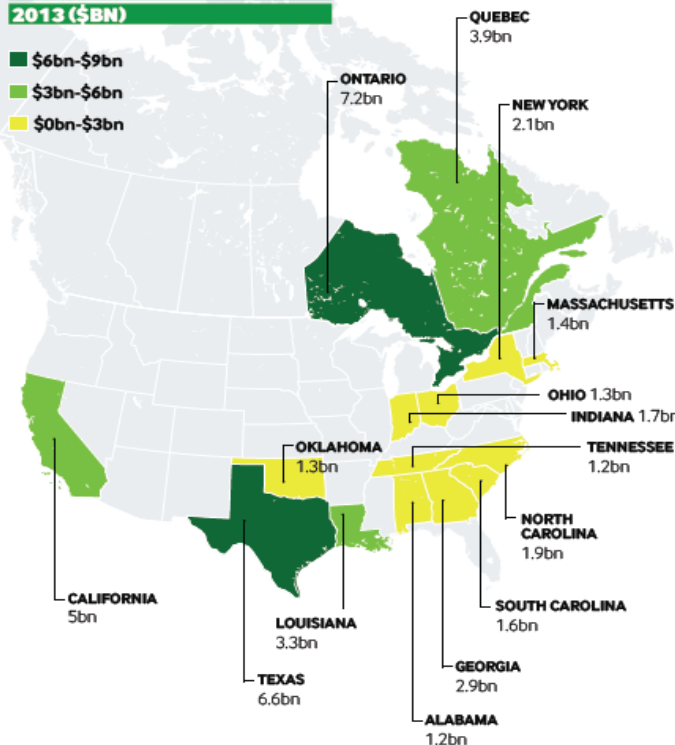 2013 ($BN)
$6bn-$9bn
$3bn-$6bn
$0bn-$3bn
QUEBEC
3.9bn
ONTARIO
7.2bn
NEW YORK
2.1bn
MASSACHUSETTS
1.4bn
OHIO 1.3bn
INDIANA 1.7bn
OKLAHOMA
1.3bn
TENNESSEE
1.2bn
NORTH
CAROLINA
1.9bn
CALIFORNIA
5bn
SOUTH CAROLINA
1.6bn
LOUISIANA
3.3bn
GEORGIA
2.9bn
TEXAS
6.6bn
ALABAMA
1.2bn